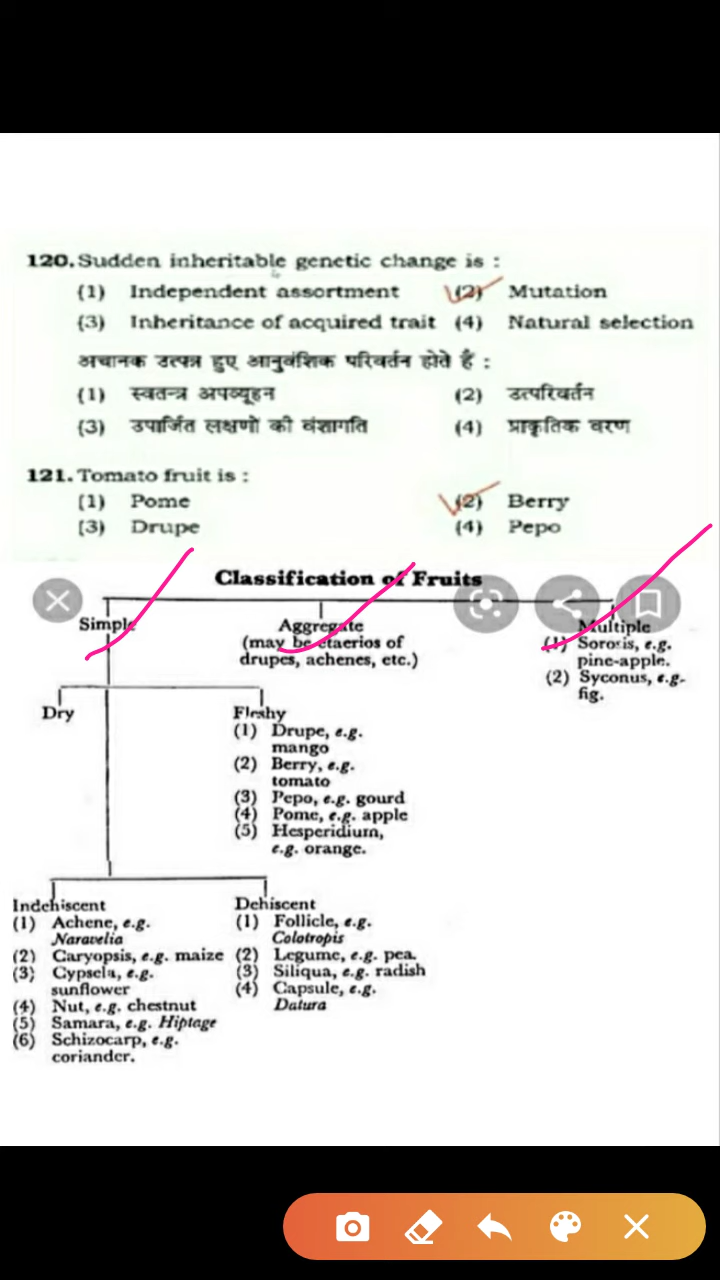 120. Sudden inheritable genetic change is :
(1) Independent assortment (2) Mutation
(3) Inheritance of acquired trait (4) Natural selection
अचानक उत्पन्न हुए आनुवंशिक परिवर्तन होते हैं :
(1) स्वतन्त्र अपव्यूहन (2) उत्परिवर्तन
(3) उपार्जित लक्षणो की वंशागति (4) प्राकृतिक वरण
121. Tomato fruit is :
(1) Pome (2) Berry
(3) Drupe (4) Pepo
Classification of Fruits
Simple
Aggregate
(may be etaerios of
drupes, achenes, etc.)
Multiple
(1) Sorosis, e.g.
pine-apple.
(2) Syconus, e.g-
fig.
Dry
Fleshy
(1) Drupe, e.g.
mango
(2) Berry, e.g.
tomato
(3) Pepo, e.g. gourd
(4) Pome, e.g. apple
(5) Hesperidium,
e.g. orange.
Indehiscent
(1) Achene, e.g.
Naravelia
(2) Caryopsis, e.g. maize
(3) Cypsela, e.g.
sunflower
(4) Nut, e.g. chestnut
(5) Samara, e.g. Hiptage
(6) Schizocarp, e.g.
coriander.
Dehiscent
(1) Follicle, e.g.
Colotropis
(2) Legume, e.g. pea.
(3) Siliqua, e.g. radish
(4) Capsule, e.g.
Datura